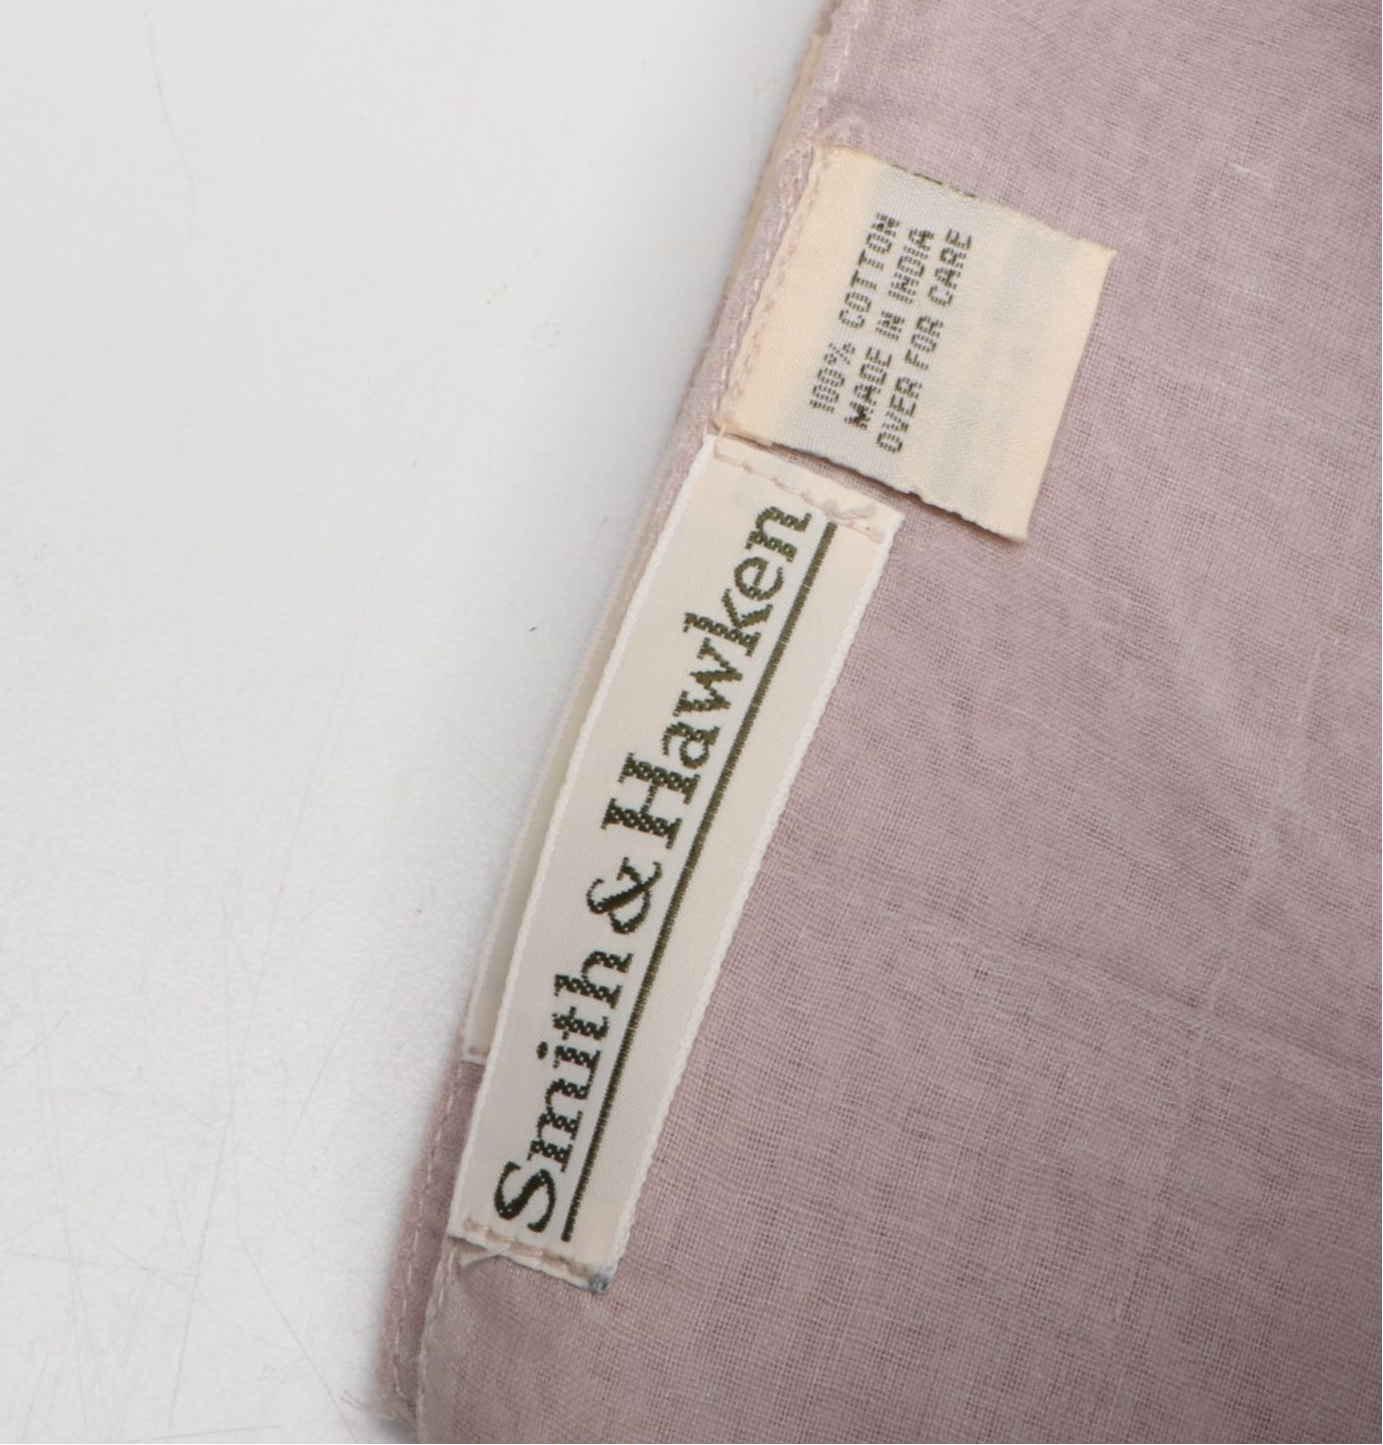 100% COTTON
MADE IN INDIA
OVER FOR CARE
Smith & Hawken